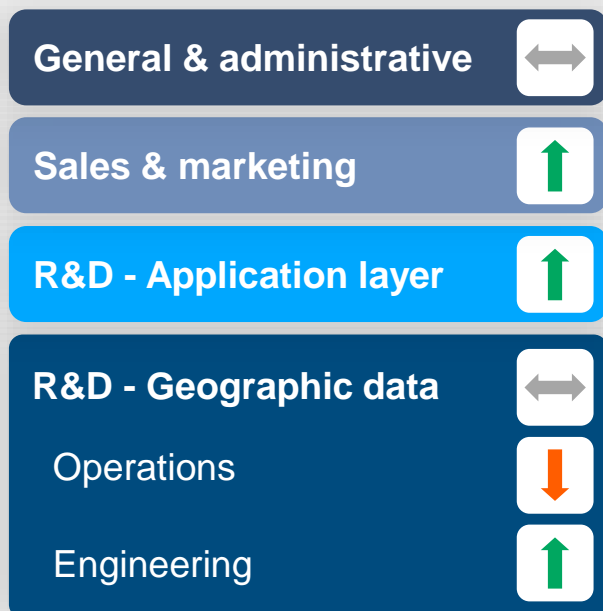 General & administrative
Sales & marketing
R&D - Application layer
R&D - Geographic data
Operations
Engineering